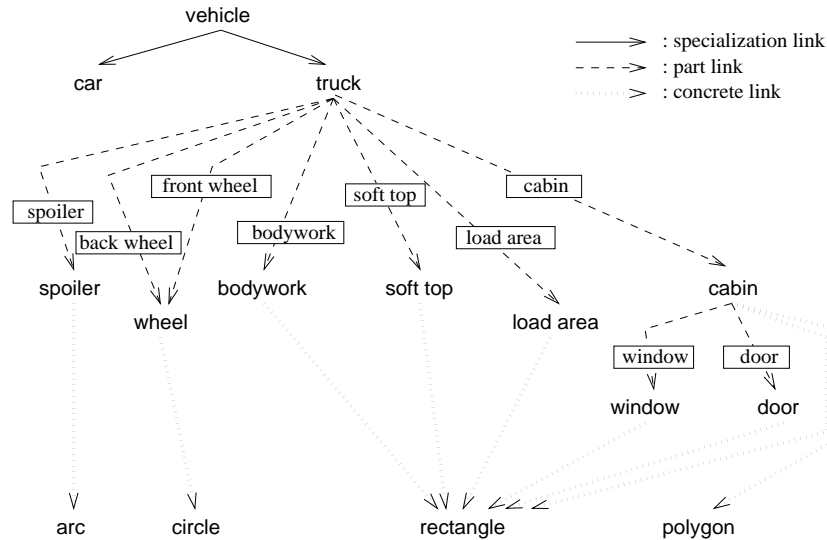 vehicle
: specialization link
car
truck
: part link
: concrete link
front wheel
cabin
soft top
spoiler
bodywork
load area
back wheel
spoiler
bodywork
soft top
cabin
wheel
load area
window
door
window
door
arc
circle
rectangle
polygon